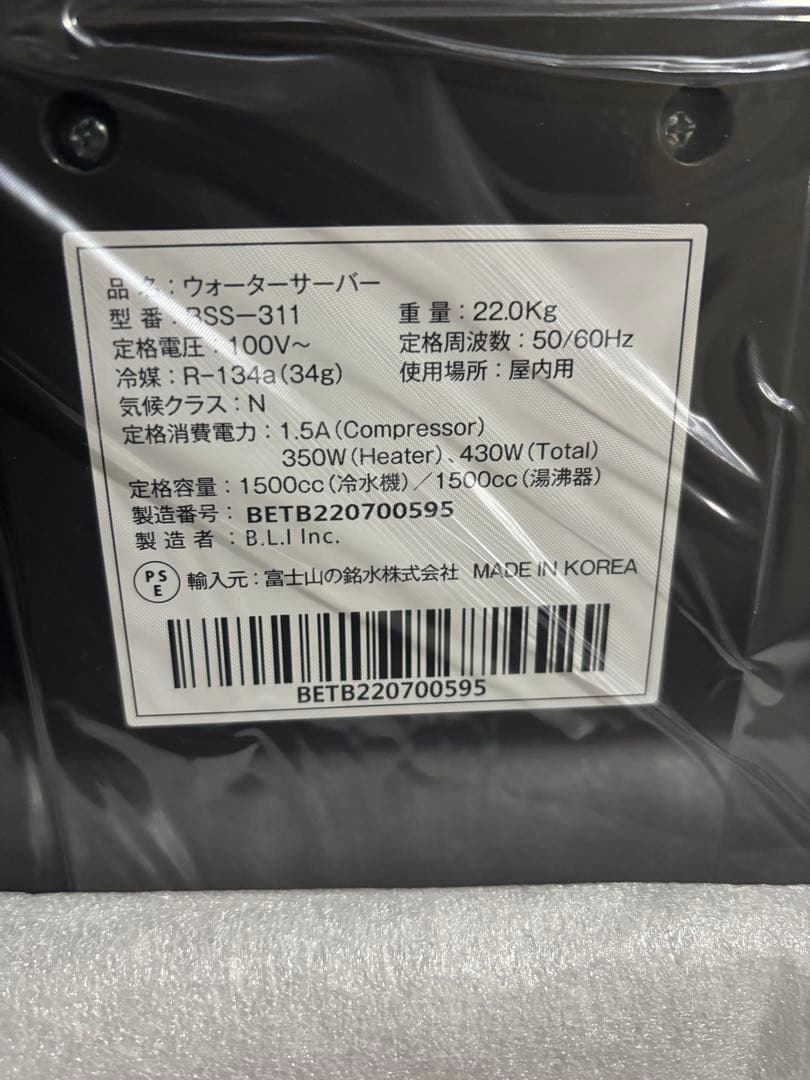 品 名：ウォーターサーバー
型 番：BSS－311 重 量：22.0Kg
定格電圧：100V～ 定格周波数：50/60Hz
冷媒：R-134a(34g) 使用場所：屋内用
気候クラス：N
定格消費電力：1.5A(Compressor)
350W(Heater)、430W(Total)
定格容量：1500cc(冷水機)／1500cc(湯沸器)
製造番号：BETB220700595
製 造 者 ：B.L.I Inc.
PSE 輸入元：富士山の銘水株式会社 MADE IN KOREA
BETB220700595